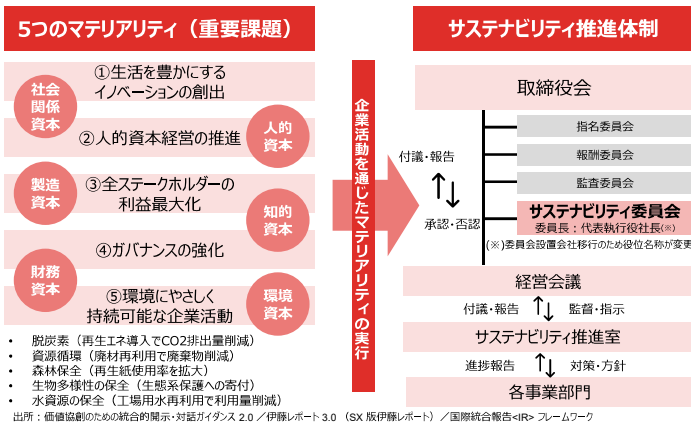 5つのマテリアリティ（重要課題）
社会
関係
資本
①生活を豊かにする
イノベーションの創出
②人的資本経営の推進
人的
資本
製造
資本
③全ステークホルダーの
利益最大化
知的
資本
④ガバナンスの強化
財務
資本
⑤環境にやさしく
持続可能な企業活動
環境
資本
• 脱炭素（再生エネ導入でCO2排出量削減）
• 資源循環（廃材再利用で廃棄物削減）
• 森林保全（再生紙使用率を拡大）
• 生物多様性の保全（生態系保護への寄付）
• 水資源の保全（工場用水再利用で利用量削減）
企業活動を通じたマテリアリティの実行
サステナビリティ推進体制
取締役会
指名委員会
報酬委員会
監査委員会
付議・報告
承認・否認
サステナビリティ委員会
委員長：代表執行役社長(※)
(※)委員会設置会社移行のため役位名称が変更
経営会議
付議・報告 監督・指示
サステナビリティ推進室
進捗報告 対策・方針
各事業部門
出所：価値協創のための統合的開示・対話ガイダンス 2.0 ／伊藤レポート 3.0 （SX 版伊藤レポート）／国際統合報告<IR> フレームワーク